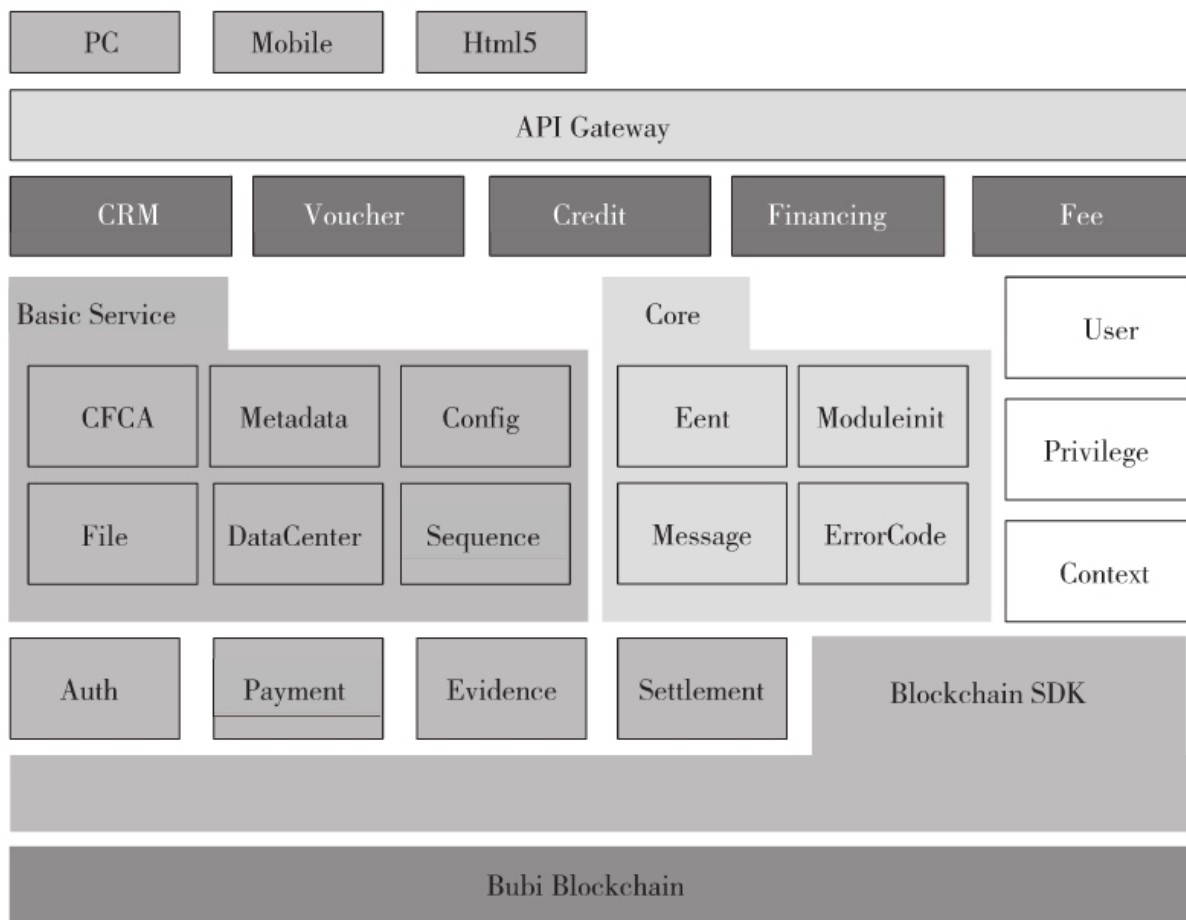 PC
Mobile
Html5
API Gateway
CRM
Voucher
Credit
Financing
Fee
Basic Service
CFCA
Metadata
Config
File
DataCenter
Sequence
Core
Eent
Moduleinit
Message
ErrorCode
User
Privilege
Context
Auth
Payment
Evidence
Settlement
Blockchain SDK
Bubi Blockchain